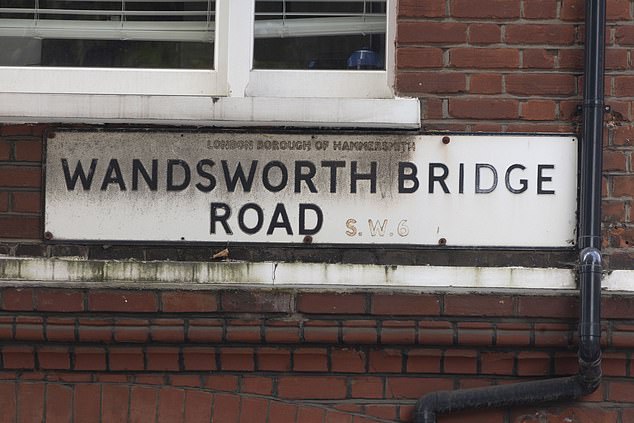 LONDON BOROUGH OF HAMMERSMITH
WANDSWORTH BRIDGE
ROAD S.W.6